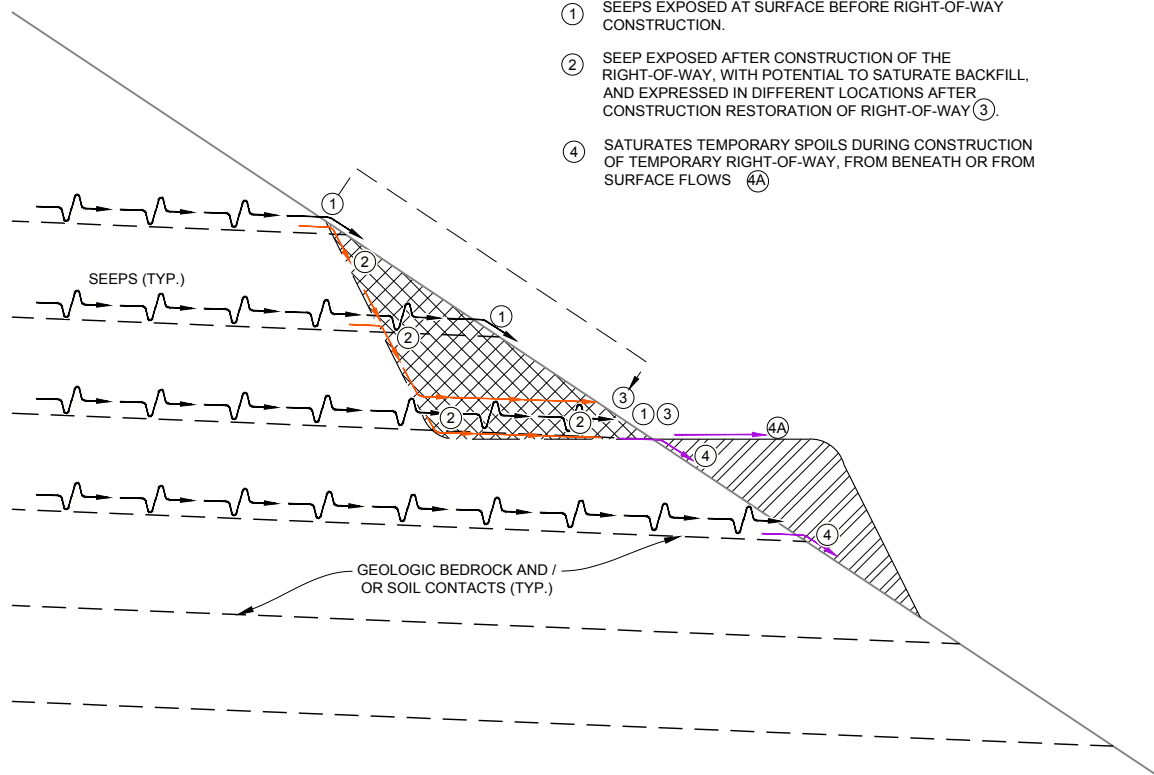 1 SEEPS EXPOSED AT SURFACE BEFORE RIGHT-OF-WAY
CONSTRUCTION.
2 SEEP EXPOSED AFTER CONSTRUCTION OF THE
RIGHT-OF-WAY, WITH POTENTIAL TO SATURATE BACKFILL,
AND EXPRESSED IN DIFFERENT LOCATIONS AFTER
CONSTRUCTION RESTORATION OF RIGHT-OF-WAY 3.
4 SATURATES TEMPORARY SPOILS DURING CONSTRUCTION
OF TEMPORARY RIGHT-OF-WAY, FROM BENEATH OR FROM
SURFACE FLOWS 4A
1
2
SEEPS (TYP.)
1
2
3
1 3
2
2
4A
4
4
GEOLOGIC BEDROCK AND /
OR SOIL CONTACTS (TYP.)